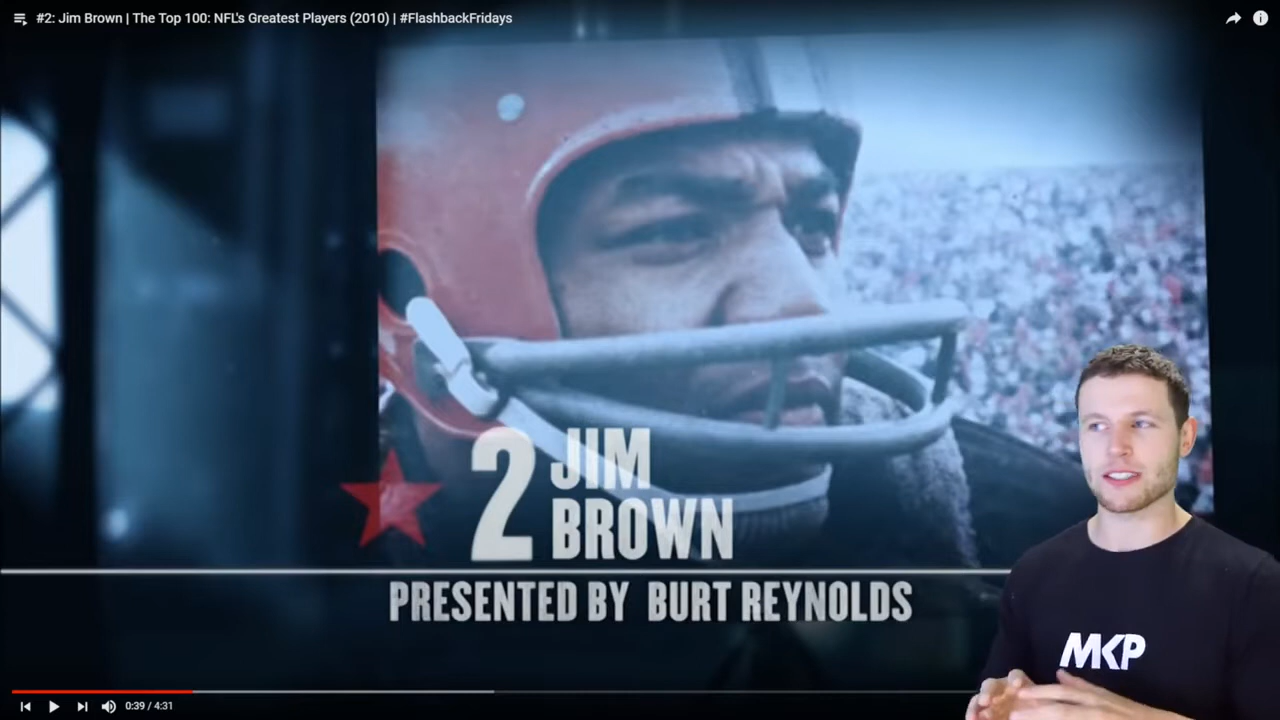 #2: Jim Brown | The Top 100: NFL's Greatest Players (2010) | #FlashbackFridays
2 JIM
BROWN
PRESENTED BY BURT REYNOLDS
MKP
0:39 / 4:31